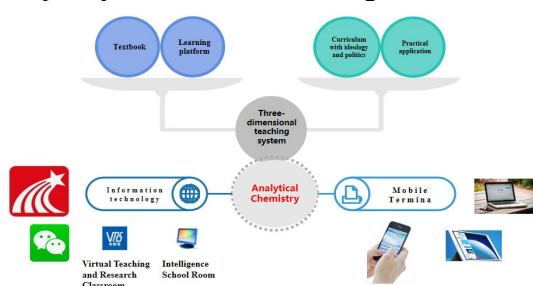 Textbook
Learning
platform
Curriculum
with ideology
and politics
Practical
application
Three-
dimensional
teaching
system
Information
technology
Analytical
Chemistry
Mobile
Termina
Virtual Teaching
and Research
Classroom
Intelligence
School Room